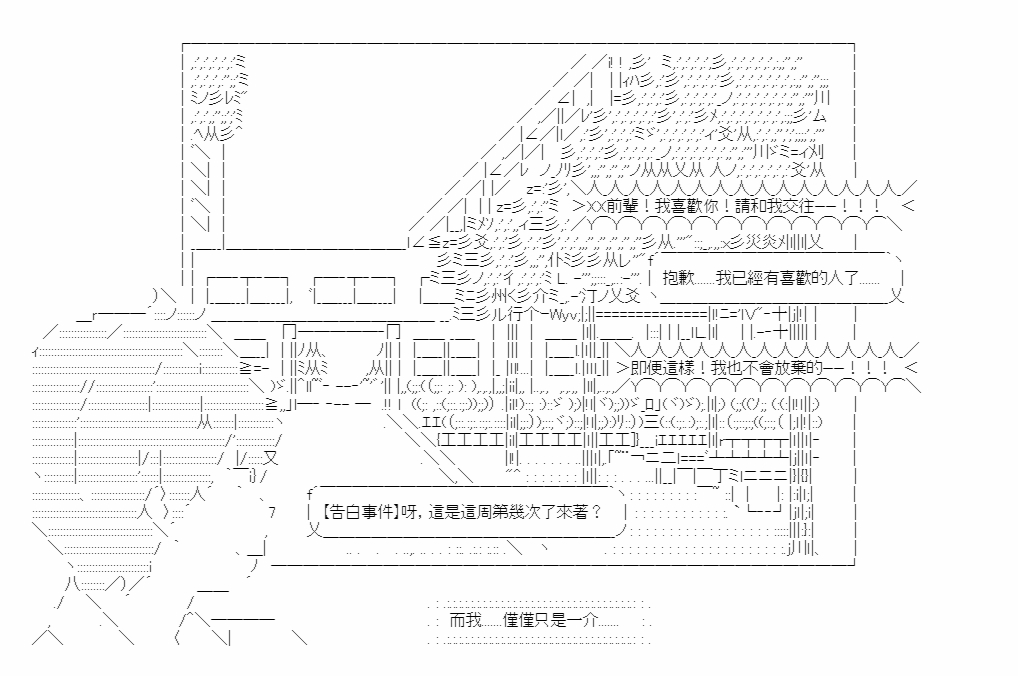 XX前輩！我喜歡你！請和我交往――！！！
抱歉......我已經有喜歡的人了.......
即便這樣！我也不會放棄的――！！！
【告白事件】呀，這是這周第幾次了來著？
而我......僅僅只是一介.......